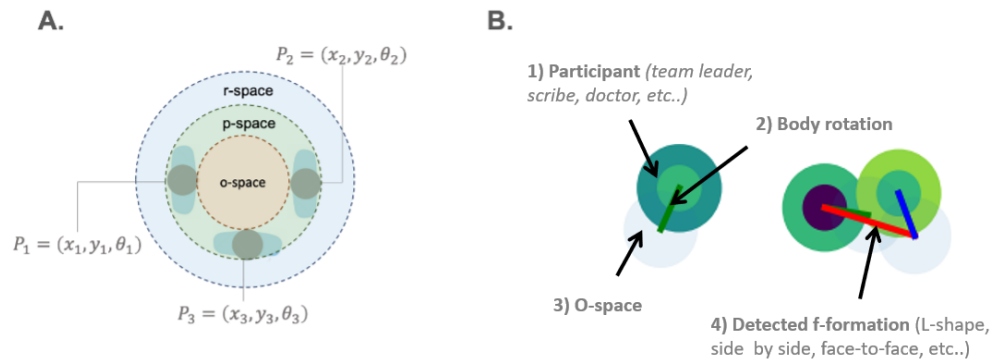 A.
P₂ = (x₂, y₂, θ₂)
r-space
p-space
o-space
P₁ = (x₁, y₁, θ₁)
P₃ = (x₃, y₃, θ₃)
B.
1) Participant (team leader,
scribe, doctor, etc..)
2) Body rotation
3) O-space
4) Detected f-formation (L-shape,
side by side, face-to-face, etc..)